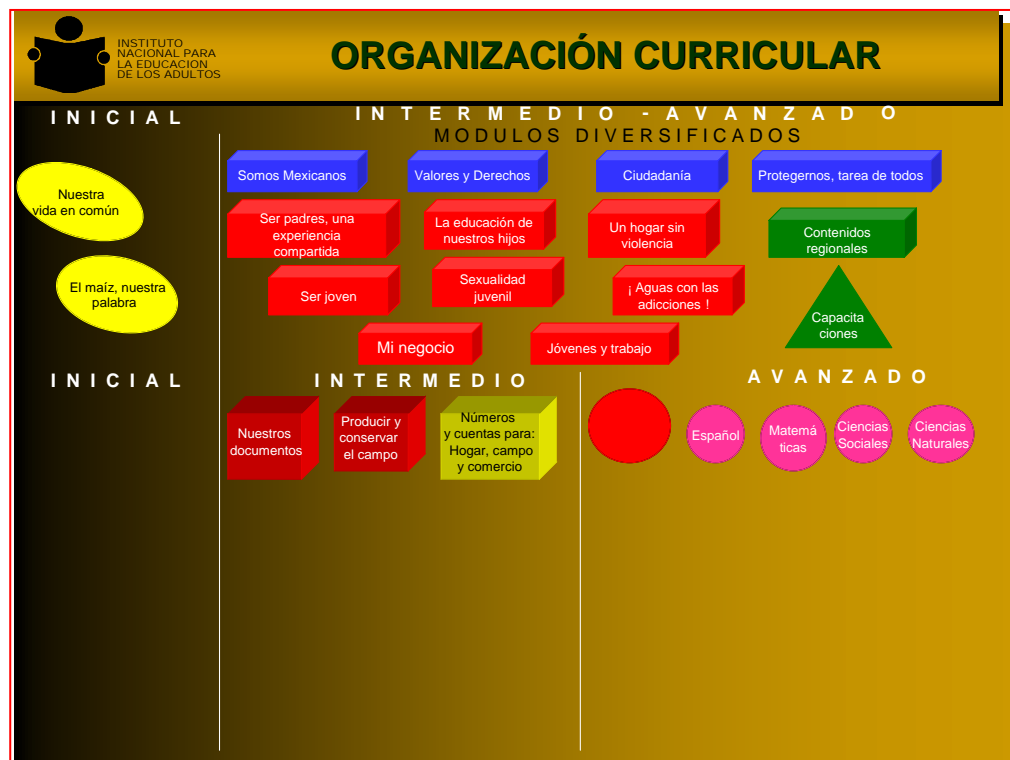 INSTITUTO
NACIONAL PARA
LA EDUCACION
DE LOS ADULTOS
ORGANIZACIÓN CURRICULAR
INICIAL
INTERMEDIO - AVANZADO
MODULOS DIVERSIFICADOS
Somos Mexicanos
Valores y Derechos
Ciudadanía
Protegernos, tarea de todos
Nuestra
vida en común
Ser padres, una
experiencia
compartida
La educación de
nuestros hijos
Un hogar sin
violencia
Contenidos
regionales
El maíz, nuestra
palabra
Ser joven
Sexualidad
juvenil
¡ Aguas con las
adicciones !
Capacita
ciones
Mi negocio
Jóvenes y trabajo
INICIAL
INTERMEDIO
AVANZADO
Nuestros
documentos
Producir y
conservar
el campo
Números
y cuentas para:
Hogar, campo
y comercio
Español
Matemá
ticas
Ciencias
Sociales
Ciencias
Naturales